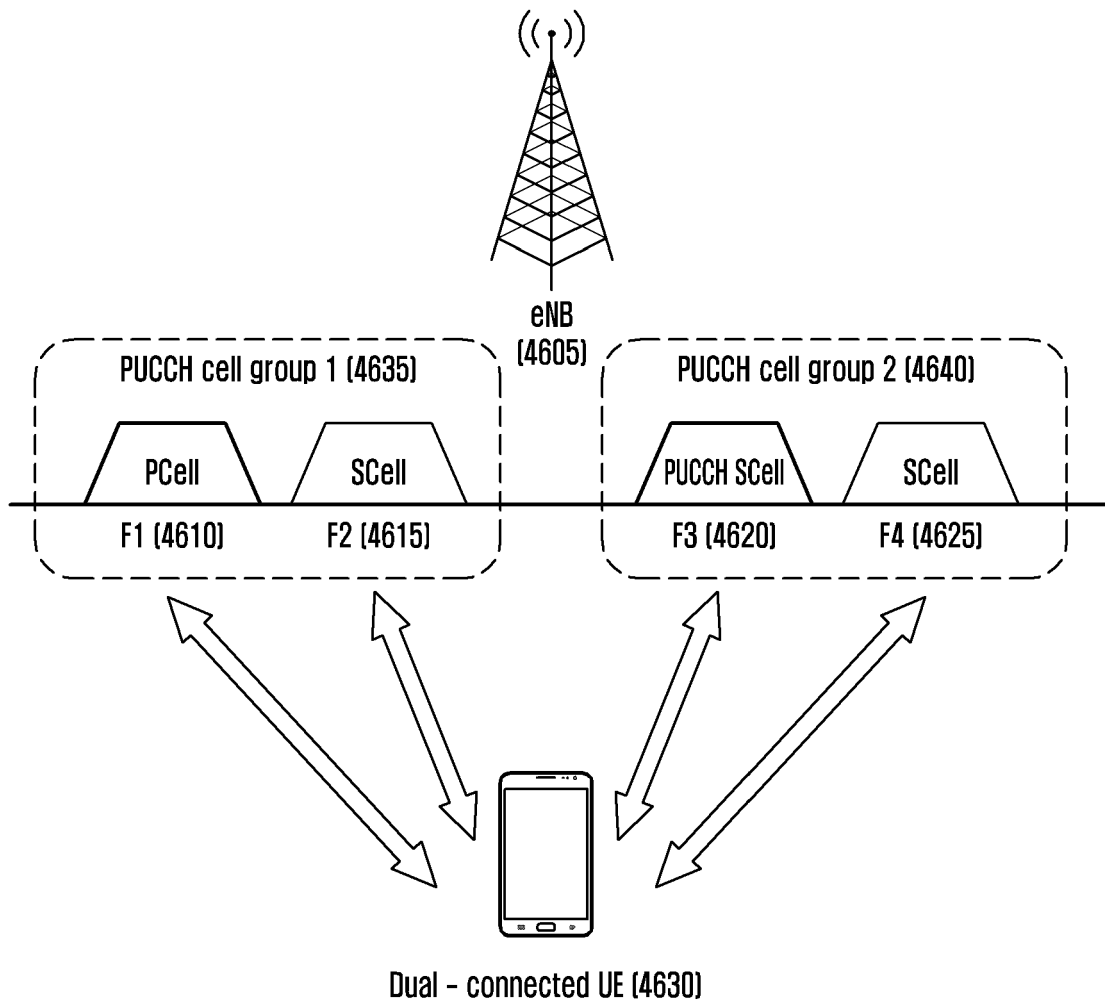 eNB
(4605)
PUCCH cell group 1 (4635)
PUCCH cell group 2 (4640)
PCell
SCell
PUCCH SCell
SCell
F1 (4610)
F2 (4615)
F3 (4620)
F4 (4625)
Dual - connected UE (4630)